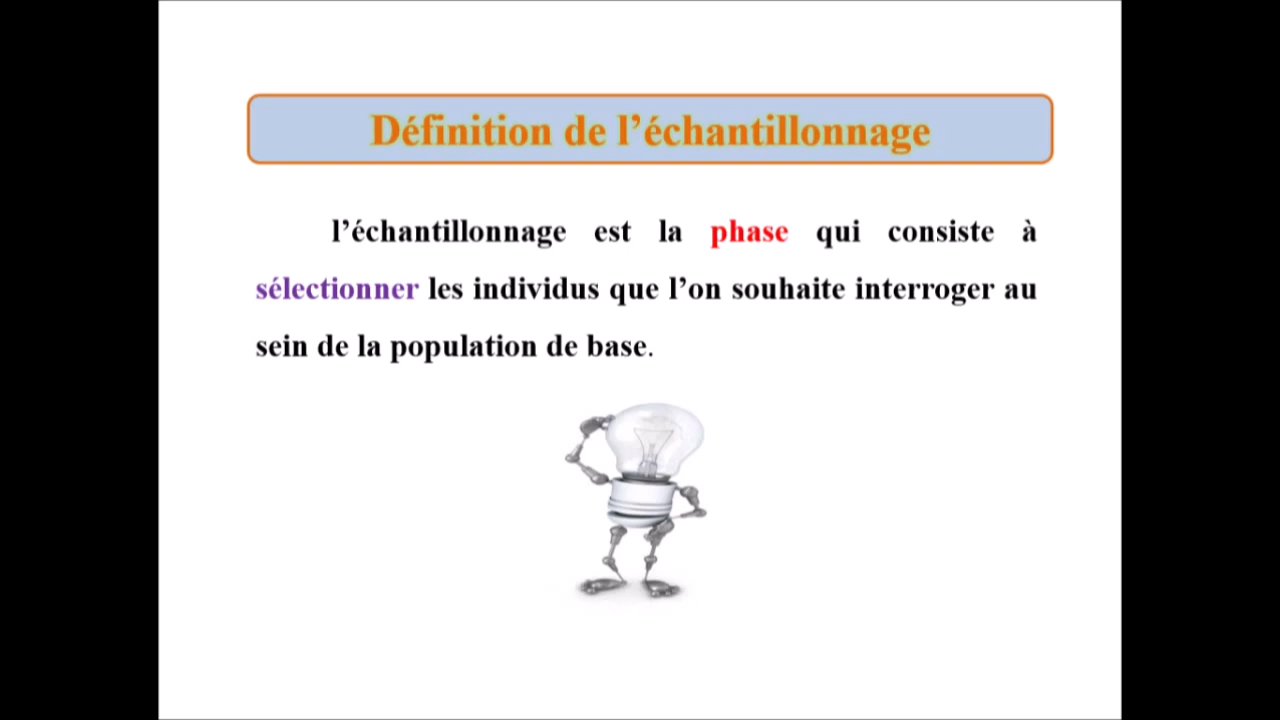 Définition de l’échantillonnage
l’échantillonnage est la phase qui consiste à
sélectionner les individus que l’on souhaite interroger au
sein de la population de base.